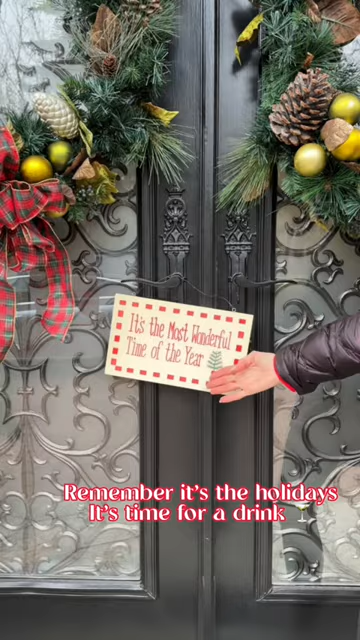 It's the Most Wonderful
Time of the Year
Remember it's the holidays
It's time for a drink 🍸